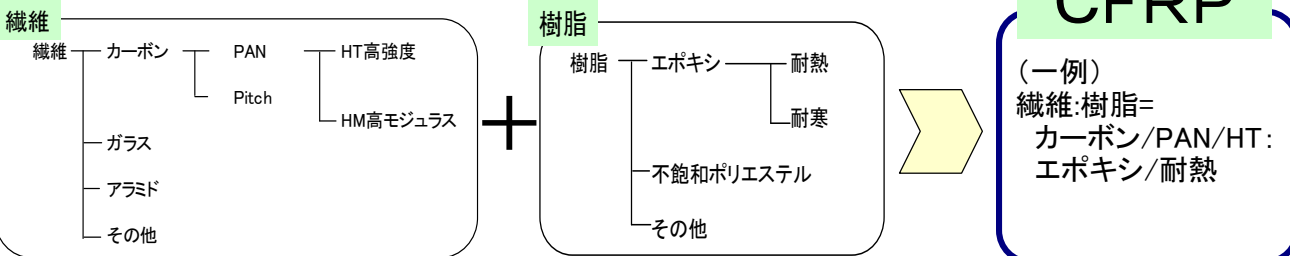 繊維
繊維 カーボン PAN HT高強度
Pitch
HM高モジュラス
ガラス
アラミド
その他
樹脂
樹脂 エポキシ 耐熱
耐寒
不飽和ポリエステル
その他
CFRP
(一例)
繊維:樹脂=
カーボン/PAN/HT:
エポキシ/耐熱